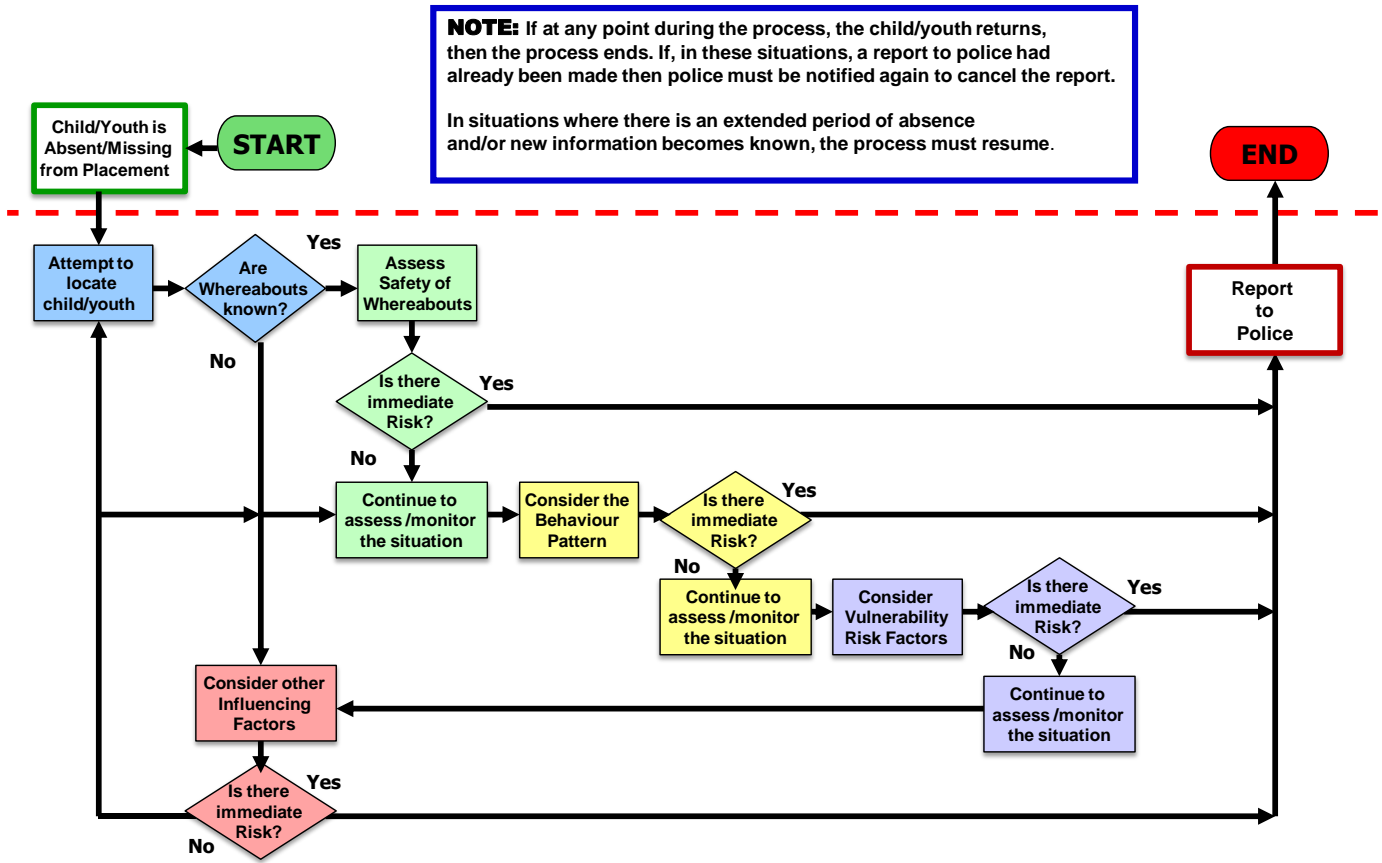 NOTE: If at any point during the process, the child/youth returns,
then the process ends. If, in these situations, a report to police had
already been made then police must be notified again to cancel the report.
In situations where there is an extended period of absence
and/or new information becomes known, the process must resume.
Child/Youth is
Absent/Missing
from Placement
START
END
Attempt to
locate
child/youth
Are
Whereabouts
known?
Yes
No
Assess
Safety of
Whereabouts
Report
to
Police
Is there
immediate
Risk?
Yes
No
Continue to
assess /monitor
the situation
Consider the
Behaviour
Pattern
Is there
immediate
Risk?
Yes
No
Continue to
assess /monitor
the situation
Consider
Vulnerability
Risk Factors
Is there
immediate
Risk?
Yes
No
Continue to
assess /monitor
the situation
Consider other
Influencing
Factors
Is there
immediate
Risk?
Yes
No